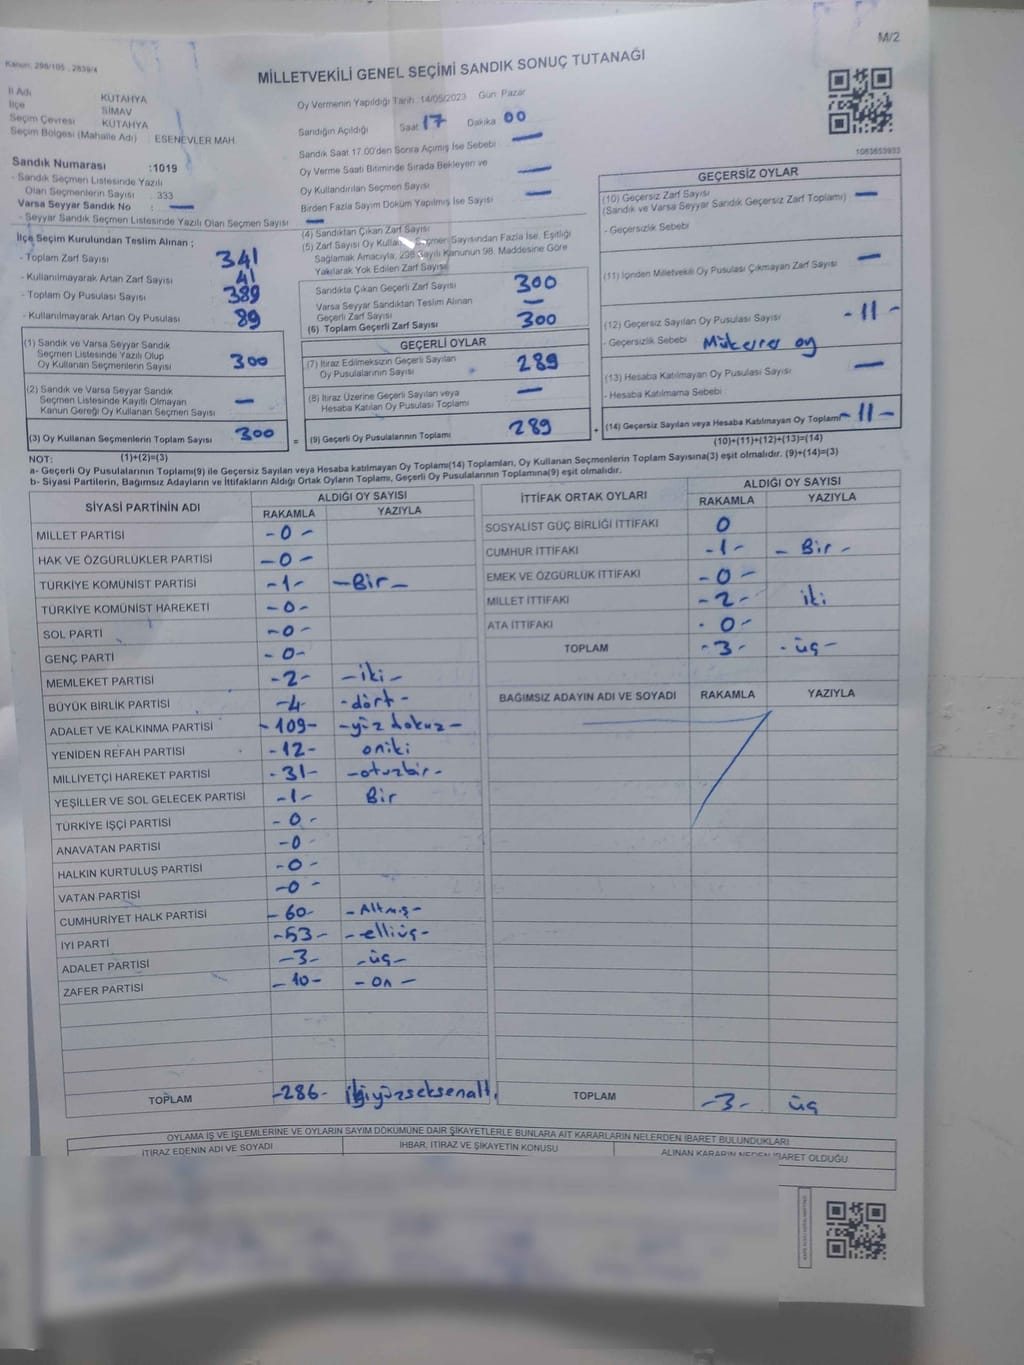 M/2
Kanun: 298/105 , 2839/4
MİLLETVEKİLİ GENEL SEÇİMİ SANDIK SONUÇ TUTANAĞI
İl Adı KÜTAHYA
İlçe SİMAV
Seçim Çevresi KÜTAHYA
Seçim Bölgesi (Mahalle Adı) ESENEVLER MAH.
Sandık Numarası :1019
- Sandık Seçmen Listesinde Yazılı
Olan Seçmenlerin Sayısı : 333
Varsa Seyyar Sandık No : —
- Seyyar Sandık Seçmen Listesinde Yazılı Olan Seçmen Sayısı : —
Oy Vermenin Yapıldığı Tarih : 14/05/2023 Gün: Pazar
Sandığın Açıldığı Saat 17 Dakika 00
Sandık Saat 17.00'den Sonra Açımış İse Sebebi —
Oy Verme Saati Bitiminde Sırada Bekleyen ve
Oy Kullandırılan Seçmen Sayısı —
Birden Fazla Sayım Döküm Yapılmış İse Sayısı —
1083653933
İlçe Seçim Kurulundan Teslim Alınan ;
- Toplam Zarf Sayısı 341
- Kullanılmayarak Artan Zarf Sayısı 41
- Toplam Oy Pusulası Sayısı 389
- Kullanılmayarak Artan Oy Pusulası 89
(1) Sandık ve Varsa Seyyar Sandık
Seçmen Listesinde Yazılı Olup
Oy Kullanan Seçmenlerin Sayısı 300
(2) Sandık ve Varsa Seyyar Sandık
Seçmen Listesinde Kayıtlı Olmayan
Kanun Gereği Oy Kullanan Seçmen Sayısı —
(3) Oy Kullanan Seçmenlerin Toplam Sayısı 300
(1)+(2)=(3)
(4) Sandıktan Çıkan Zarf Sayısı
(5) Zarf Sayısı Oy Seçmen Sayısından Fazla İse, Eşitliği
Sağlamak Amacıyla, 298 Sayılı Kanunun 98. Maddesine Göre
Yakılarak Yok Edilen Zarf Sayısı
Sandıkta Çıkan Geçerli Zarf Sayısı 300
Varsa Seyyar Sandıktan Teslim Alınan
Geçerli Zarf Sayısı —
(6) Toplam Geçerli Zarf Sayısı 300
GEÇERLİ OYLAR
(7) İtiraz Edilmeksizin Geçerli Sayılan
Oy Pusulalarının Sayısı 289
(8) İtiraz Üzerine Geçerli Sayılan veya
Hesaba Katılan Oy Pusulası Toplamı —
= (9) Geçerli Oy Pusulalarının Toplamı 289 +
GEÇERSİZ OYLAR
(10) Geçersiz Zarf Sayısı —
(Sandık ve Varsa Seyyar Sandık Geçersiz Zarf Toplamı)
- Geçersizlik Sebebi
(11) İçinden Milletvekili Oy Pusulası Çıkmayan Zarf Sayısı —
(12) Geçersiz Sayılan Oy Pusulası Sayısı - 11 -
- Geçersizlik Sebebi Mükerrer oy
(13) Hesaba Katılmayan Oy Pusulası Sayısı —
- Hesaba Katılmama Sebebi
(14) Geçersiz Sayılan veya Hesaba Katılmayan Oy Toplamı - 11 -
(10)+(11)+(12)+(13)=(14)
NOT:
a- Geçerli Oy Pusulalarının Toplamı(9) ile Geçersiz Sayılan veya Hesaba katılmayan Oy Toplamı(14) Toplamları, Oy Kullanan Seçmenlerin Toplam Sayısına(3) eşit olmalıdır. (9)+(14)=(3)
b- Siyasi Partilerin, Bağımsız Adayların ve İttifakların Aldığı Ortak Oyların Toplamı, Geçerli Oy Pusulalarının Toplamına(9) eşit olmalıdır.
SİYASİ PARTİNİN ADI ALDIĞI OY SAYISI
RAKAMLA YAZIYLA
MİLLET PARTİSİ - 0 -
HAK VE ÖZGÜRLÜKLER PARTİSİ - 0 -
TÜRKİYE KOMÜNİST PARTİSİ - 1 - - Bir -
TÜRKİYE KOMÜNİST HAREKETİ - 0 -
SOL PARTİ - 0 -
GENÇ PARTİ - 0 -
MEMLEKET PARTİSİ - 2 - - iki -
BÜYÜK BİRLİK PARTİSİ - 4 - dört -
ADALET VE KALKINMA PARTİSİ - 109 - - yüz dokuz -
YENİDEN REFAH PARTİSİ - 12 - oniki
MİLLİYETÇİ HAREKET PARTİSİ - 31 - - otuzbir -
YEŞİLLER VE SOL GELECEK PARTİSİ - 1 - Bir
TÜRKİYE İŞÇİ PARTİSİ - 0 -
ANAVATAN PARTİSİ - 0 -
HALKIN KURTULUŞ PARTİSİ - 0 -
VATAN PARTİSİ - 0 -
CUMHURİYET HALK PARTİSİ - 60 - - Altmış -
İYİ PARTİ - 53 - - elliüç -
ADALET PARTİSİ - 3 - - üç -
ZAFER PARTİSİ - 10 - - on -
TOPLAM - 286 - ikiyüzseksenaltı
İTTİFAK ORTAK OYLARI ALDIĞI OY SAYISI
RAKAMLA YAZIYLA
SOSYALİST GÜÇ BİRLİĞİ İTTİFAKI 0
CUMHUR İTTİFAKI - 1 - - Bir -
EMEK VE ÖZGÜRLÜK İTTİFAKI - 0 -
MİLLET İTTİFAKI - 2 - iki
ATA İTTİFAKI - 0 -
TOPLAM - 3 - - üç -
BAĞIMSIZ ADAYIN ADI VE SOYADI RAKAMLA YAZIYLA
TOPLAM - 3 - üç
OYLAMA İŞ VE İŞLEMLERİNE VE OYLARIN SAYIM DÖKÜMÜNE DAİR ŞİKAYETLERLE BUNLARA AİT KARARLARIN NELERDEN İBARET BULUNDUKLARI
İTİRAZ EDENİN ADI VE SOYADI İHBAR, İTİRAZ VE ŞİKAYETİN KONUSU ALINAN KARARIN NEDEN İBARET OLDUĞU